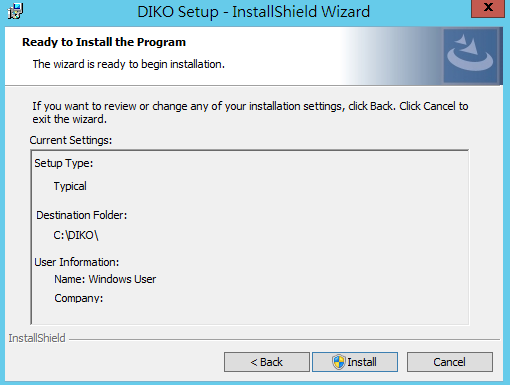 DIKO Setup - InstallShield Wizard
X
Ready to Install the Program
The wizard is ready to begin installation.
If you want to review or change any of your installation settings, click Back. Click Cancel to
exit the wizard.
Current Settings:
Setup Type:
Typical
Destination Folder:
C:\DIKO\
User Information:
Name: Windows User
Company:
InstallShield
< Back
Install
Cancel